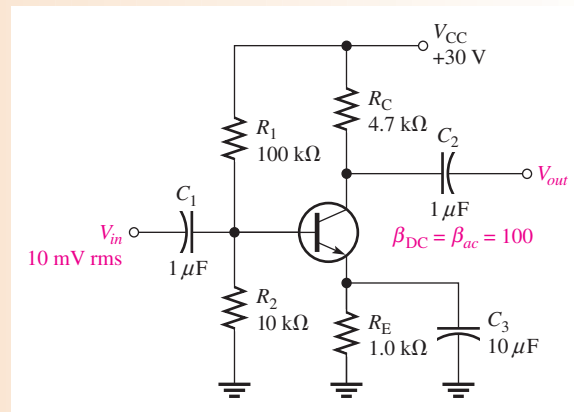 V_CC
+30 V
R_C
4.7 kΩ
R_1
100 kΩ
C_2
V_out
1 μF
C_1
V_in
10 mV rms
1 μF
β_DC = β_ac = 100
R_2
10 kΩ
R_E
1.0 kΩ
C_3
10 μF